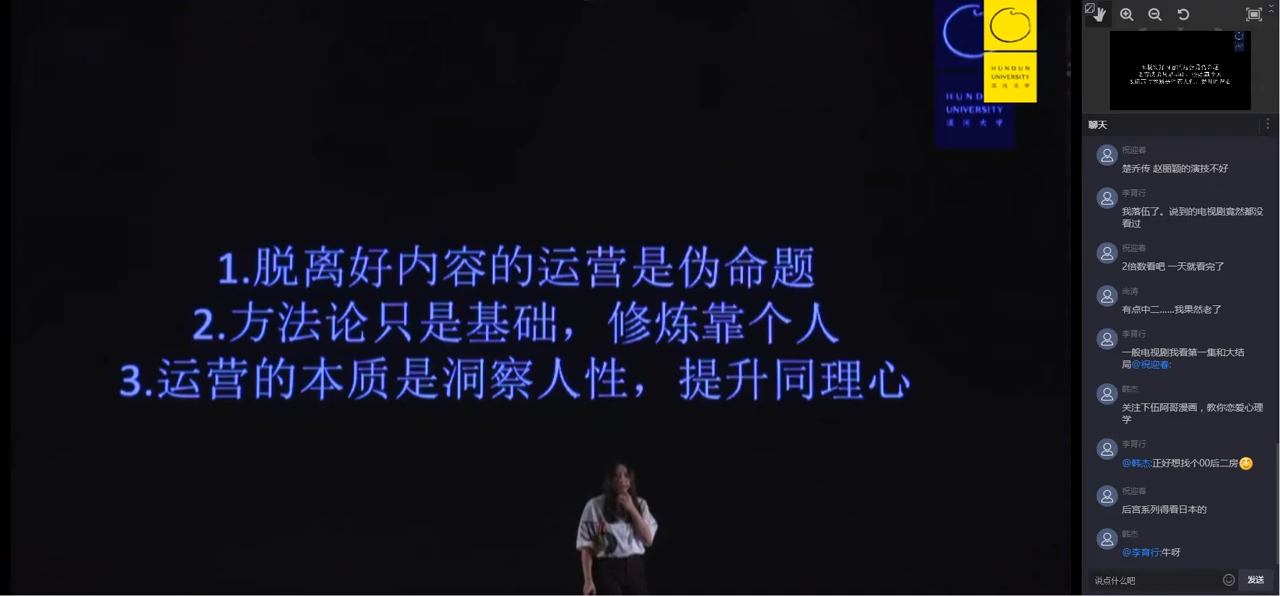 HUNDUN
UNIVERSITY
混沌大学
HUND
UNIVERSITY
混沌大学
1.脱离好内容的运营是伪命题
2.方法论只是基础，修炼靠个人
3.运营的本质是洞察人性，提升同理心
聊天
祝迎春
楚乔传 赵丽颖的演技不好
李育行
我落伍了。说到的电视剧竟然都没
看过
祝迎春
2倍数看吧 一天就看完了
尚涛
有点中二......我果然老了
李育行
一般电视剧我看第一集和大结
局@祝迎春:
韩杰
关注下伍阿哥漫画，教你恋爱心理
学
李育行
@韩杰:正好想找个00后二房
祝迎春
后宫系列得看日本的
韩杰
@李育行:牛呀
说点什么吧
发送